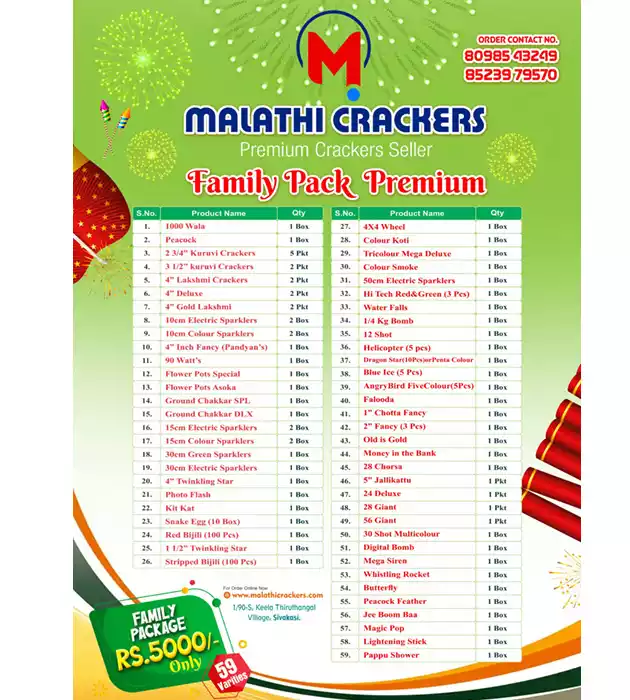 ORDER CONTACT NO.
80985 43249
85239 79570
MALATHI CRACKERS
Premium Crackers Seller
Family Pack Premium
S.No. Product Name Qty
1. 1000 Wala 1 Box
2. Peacock 1 Box
3. 2 3/4" Kuruvi Crackers 5 Pkt
4. 3 1/2" kuruvi Crackers 2 Pkt
5. 4" Lakshmi Crackers 2 Pkt
6. 4" Deluxe 2 Pkt
7. 4" Gold Lakshmi 2 Pkt
8. 10cm Electric Sparklers 2 Box
9. 10cm Colour Sparklers 2 Box
10. 4" Inch Fancy (Pandyan's) 1 Box
11. 90 Watt's 1 Box
12. Flower Pots Special 1 Box
13. Flower Pots Asoka 1 Box
14. Ground Chakkar SPL 1 Box
15. Ground Chakkar DLX 1 Box
16. 15cm Electric Sparklers 2 Box
17. 15cm Colour Sparklers 2 Box
18. 30cm Green Sparklers 1 Box
19. 30cm Electric Sparklers 1 Box
20. 4" Twinkling Star 1 Box
21. Photo Flash 1 Box
22. Kit Kat 1 Box
23. Snake Egg (10 Box) 1 Box
24. Red Bijili (100 Pcs) 1 Box
25. 1 1/2" Twinkling Star 1 Box
26. Stripped Bijili (100 Pcs) 1 Box
S.No. Product Name Qty
27. 4X4 Wheel 1 Box
28. Colour Koti 1 Box
29. Tricolour Mega Deluxe 1 Box
30. Colour Smoke 1 Box
31. 50cm Electric Sparklers 1 Box
32. Hi Tech Red&Green (3 Pcs) 1 Box
33. Water Falls 1 Box
34. 1/4 Kg Bomb 1 Box
35. 12 Shot 1 Box
36. Helicopter (5 pcs) 1 Box
37. Dragon Star(10Pcs)orPenta Colour 1 Box
38. Blue Ice (5 Pcs) 1 Box
39. AngryBird FiveColour(5Pcs) 1 Box
40. Falooda 1 Box
41. 1" Chotta Fancy 1 Box
42. 2" Fancy (3 Pcs) 1 Box
43. Old is Gold 1 Box
44. Money in the Bank 1 Box
45. 28 Chorsa 1 Box
46. 5" Jallikattu 1 Pkt
47. 24 Deluxe 1 Pkt
48. 28 Giant 1 Pkt
49. 56 Giant 1 Pkt
50. 30 Shot Multicolour 1 Box
51. Digital Bomb 1 Box
52. Mega Siren 1 Box
53. Whistling Rocket 1 Box
54. Butterfly 1 Box
55. Peacock Feather 1 Box
56. Jee Boom Baa 1 Box
57. Magic Pop 1 Box
58. Lightening Stick 1 Box
59. Pappu Shower 1 Box
For Order Online Now
www.malathicrackers.com
1/90-S, Keela Thiruthangal
Village, Sivakasi.
FAMILY
PACKAGE
RS.5000/-
Only
59
Varities